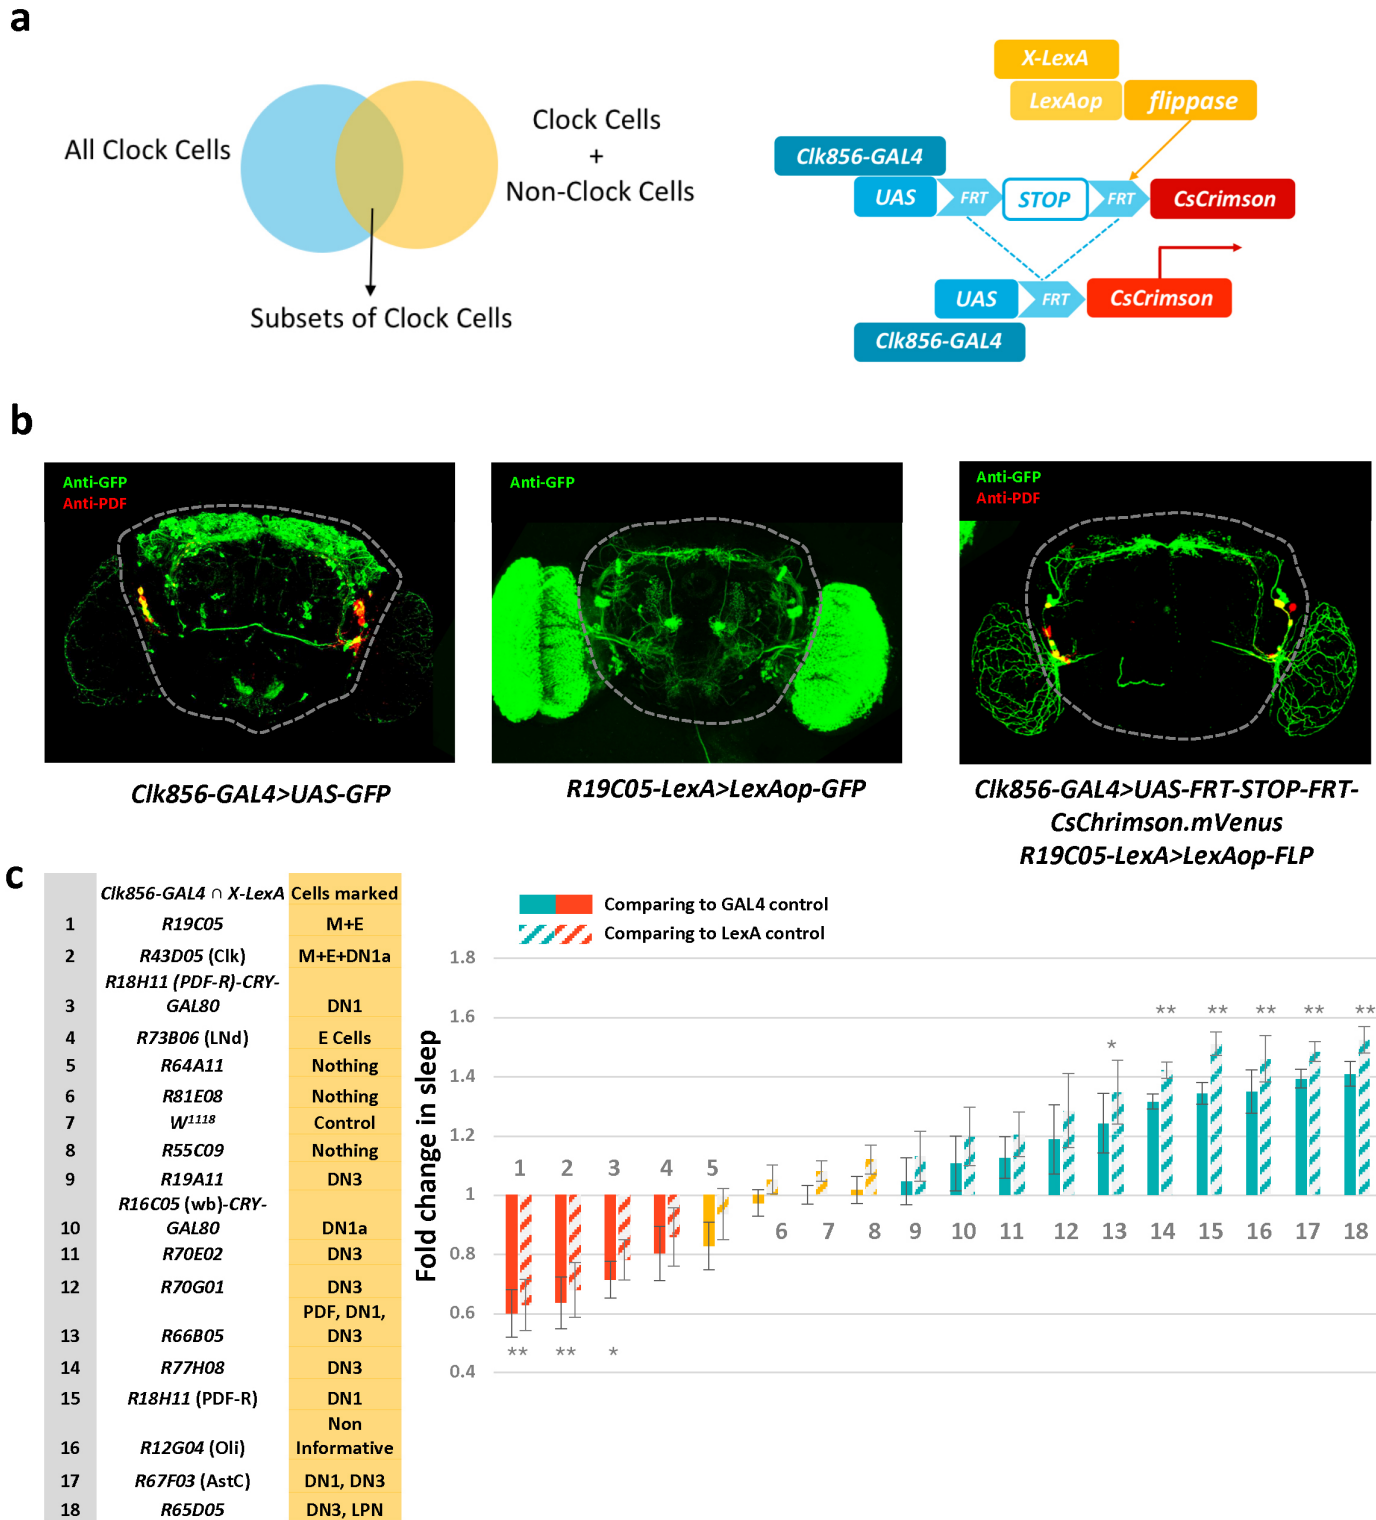 a
All Clock Cells
Clock Cells
+
Non-Clock Cells
Subsets of Clock Cells
X-LexA
LexAop
flippase
Clk856-GAL4
UAS
FRT
STOP
FRT
CsCrimson
UAS
FRT
CsCrimson
Clk856-GAL4
b
Anti-GFP
Anti-PDF
Clk856-GAL4>UAS-GFP
Anti-GFP
R19C05-LexA>LexAop-GFP
Anti-GFP
Anti-PDF
Clk856-GAL4>UAS-FRT-STOP-FRT-
CsChrimson.mVenus
R19C05-LexA>LexAop-FLP
c
Clk856-GAL4 ∩ X-LexA Cells marked
1 R19C05 M+E
2 R43D05 (Clk) M+E+DN1a
R18H11 (PDF-R)-CRY-
3 GAL80 DN1
4 R73B06 (LNd) E Cells
5 R64A11 Nothing
6 R81E08 Nothing
7 W1118 Control
8 R55C09 Nothing
9 R19A11 DN3
R16C05 (wb)-CRY-
10 GAL80 DN1a
11 R70E02 DN3
12 R70G01 DN3
PDF, DN1,
13 R66B05 DN3
14 R77H08 DN3
15 R18H11 (PDF-R) DN1
Non
16 R12G04 (Oli) Informative
17 R67F03 (AstC) DN1, DN3
18 R65D05 DN3, LPN
Comparing to GAL4 control
Comparing to LexA control
Fold change in sleep
1.8
1.6
1.4
1.2
1
0.8
0.6
0.4
1 2 3 4 5
6 7 8 9 10 11 12 13 14 15 16 17 18
** ** *
* ** ** ** ** **